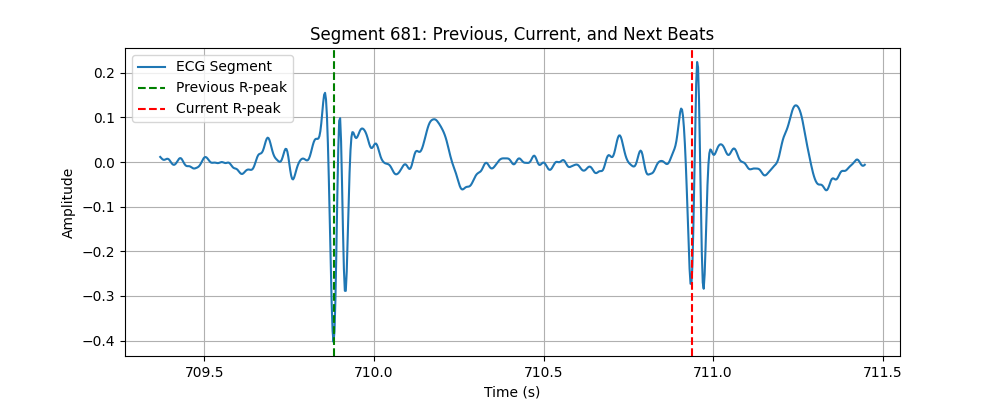 Segment 681: Previous, Current, and Next Beats
ECG Segment
Previous R-peak
Current R-peak
Amplitude
0.2
0.1
0.0
−0.1
−0.2
−0.3
−0.4
709.5 710.0 710.5 711.0 711.5
Time (s)